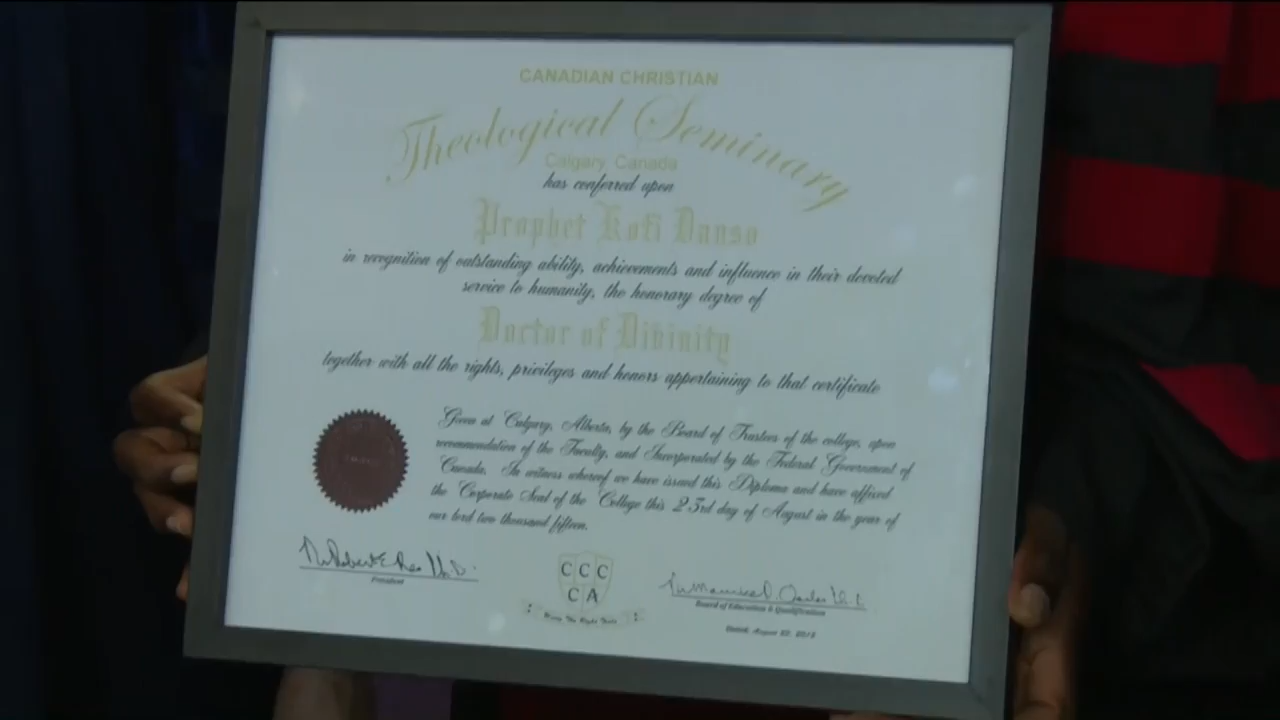 CANADIAN CHRISTIAN
Theological Seminary
Calgary, Canada
has conferred upon
Prophet Kofi Danso
in recognition of outstanding ability, achievements and influence in their devoted
service to humanity, the honorary degree of
Doctor of Divinity
together with all the rights, privileges and honors appertaining to that certificate
Given at Calgary, Alberta, by the Board of Trustees of the college, upon
recommendation of the Faculty, and Incorporated by the Federal Government of
Canada. In witness whereof we have issued this Diploma and have affixed
the Corporate Seal of the College this 23rd day of August in the year of
our lord two thousand fifteen.
President
CCC
CA
Board of Education & Qualification
Dated, August 23, 2015